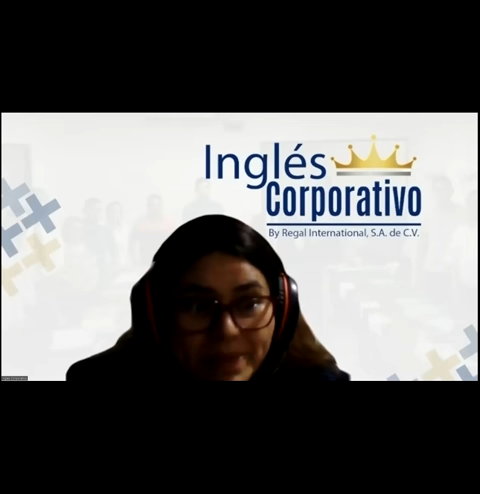 Inglés
Corporativo
By Regal International, S.A. de C.V.